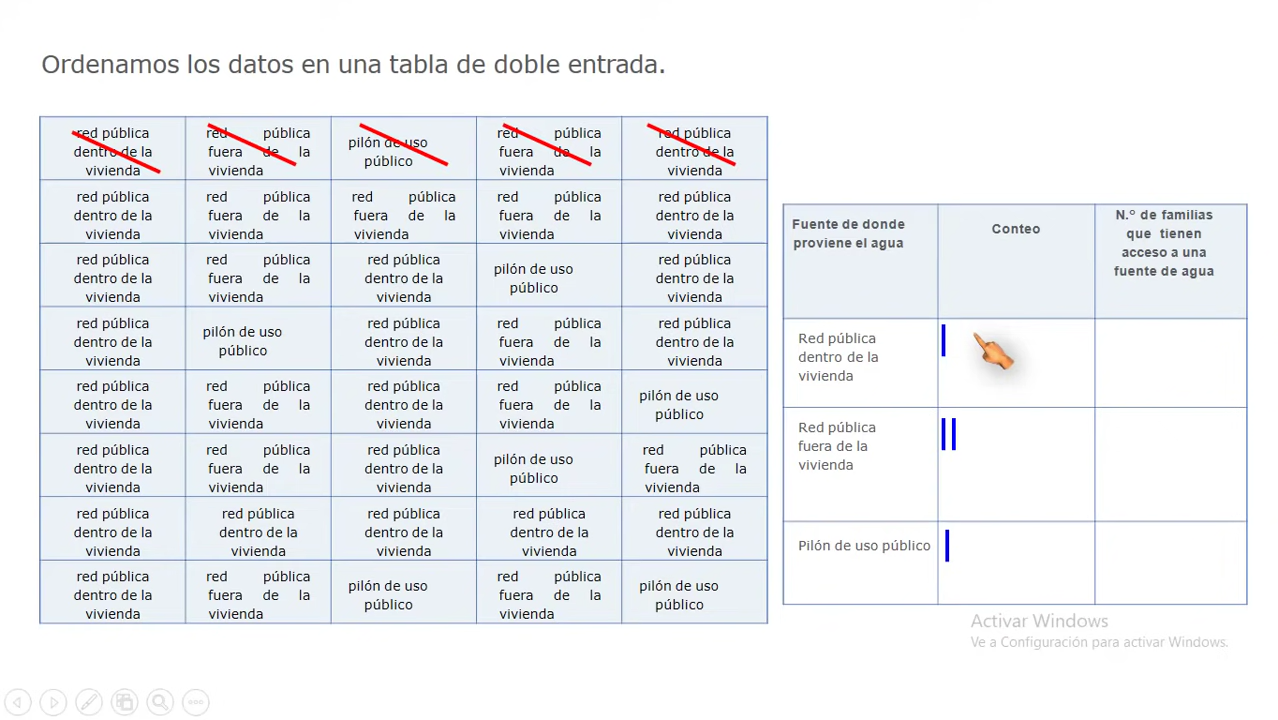 Ordenamos los datos en una tabla de doble entrada.
red pública
dentro de la
vivienda
red pública
fuera de la
vivienda
pilón de uso
público
red pública
fuera de la
vivienda
red pública
dentro de la
vivienda
red pública
dentro de la
vivienda
red pública
fuera de la
vivienda
red pública
fuera de la
vivienda
red pública
fuera de la
vivienda
red pública
dentro de la
vivienda
red pública
dentro de la
vivienda
red pública
fuera de la
vivienda
red pública
dentro de la
vivienda
pilón de uso
público
red pública
dentro de la
vivienda
red pública
dentro de la
vivienda
pilón de uso
público
red pública
dentro de la
vivienda
red pública
fuera de la
vivienda
red pública
dentro de la
vivienda
red pública
dentro de la
vivienda
red pública
fuera de la
vivienda
red pública
dentro de la
vivienda
red pública
fuera de la
vivienda
pilón de uso
público
red pública
dentro de la
vivienda
red pública
fuera de la
vivienda
red pública
dentro de la
vivienda
pilón de uso
público
red pública
fuera de la
vivienda
red pública
dentro de la
vivienda
red pública
dentro de la
vivienda
red pública
dentro de la
vivienda
red pública
dentro de la
vivienda
red pública
dentro de la
vivienda
red pública
dentro de la
vivienda
red pública
fuera de la
vivienda
pilón de uso
público
red pública
fuera de la
vivienda
pilón de uso
público
Fuente de donde
proviene el agua
Conteo
N.° de familias
que tienen
acceso a una
fuente de agua
Red pública
dentro de la
vivienda
Red pública
fuera de la
vivienda
Pilón de uso público
Activar Windows
Ve a Configuración para activar Windows.